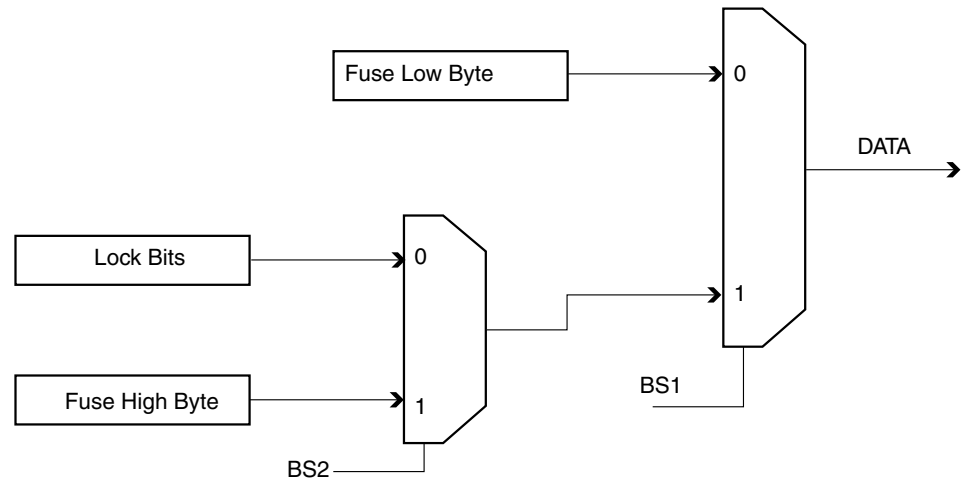 Fuse Low Byte
0
DATA
Lock Bits
0
1
BS1
Fuse High Byte
1
BS2